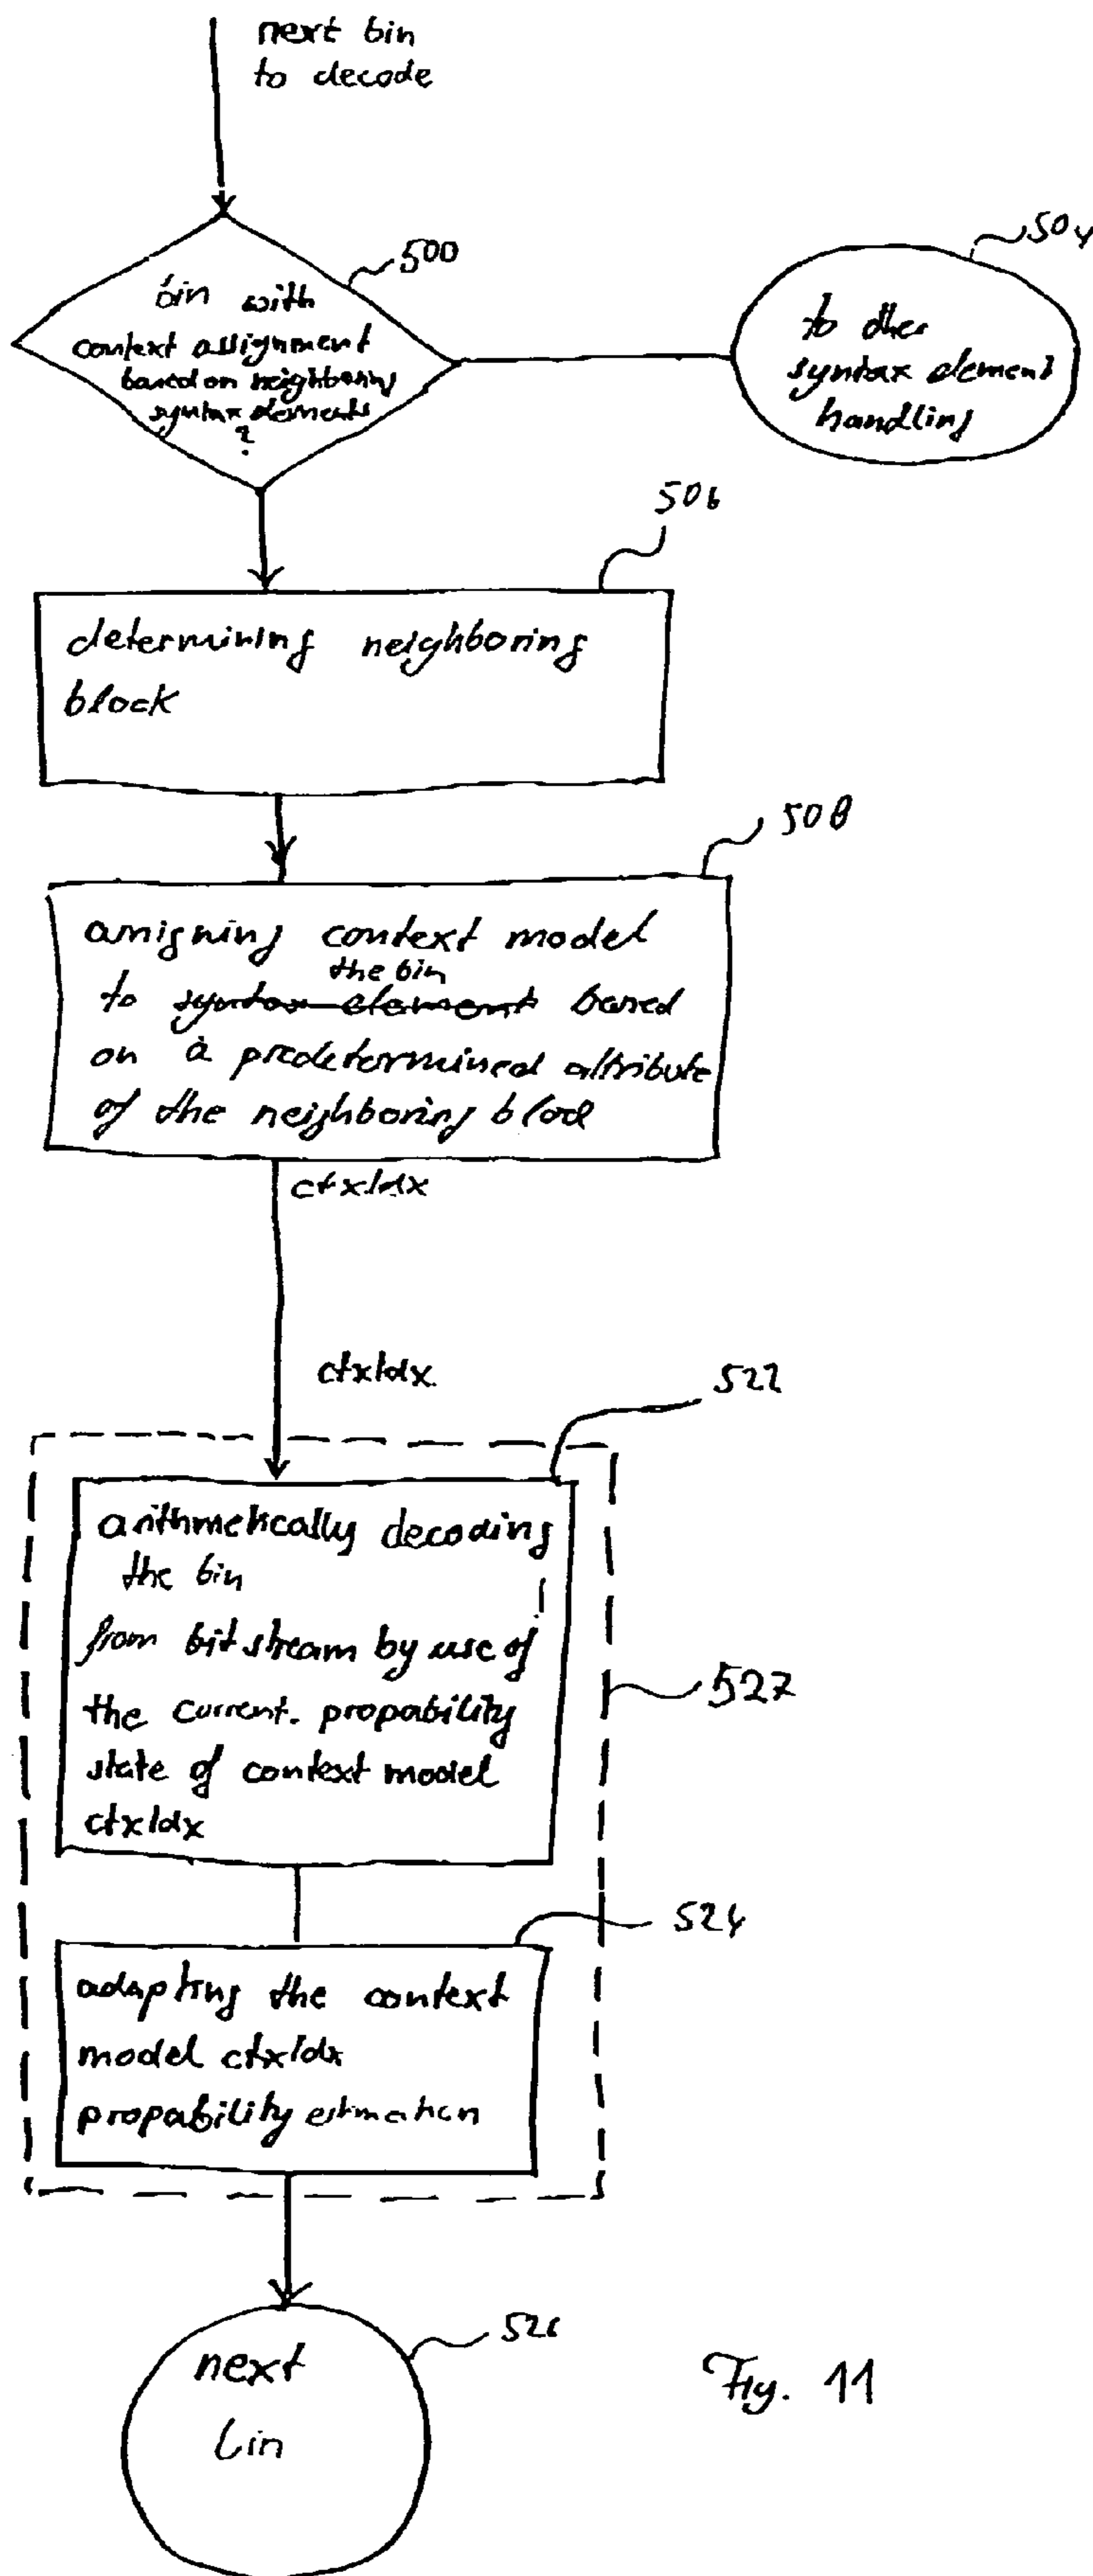 next bin
to decode
500
bin with
context assignment
based on neighboring
syntax elements
?
504
to other
syntax element
handling
506
determining neighboring
block
508
assigning context model
the bin
to syntax element based
on a predetermined attribute
of the neighboring block
ctxIdx
ctxIdx.
522
arithmetically decoding
the bin
from bitstream by use of
the current. propability
state of context model
ctxIdx
527
524
adapting the context
model ctxIdx
propability estimation
526
next
bin
Fig. 11